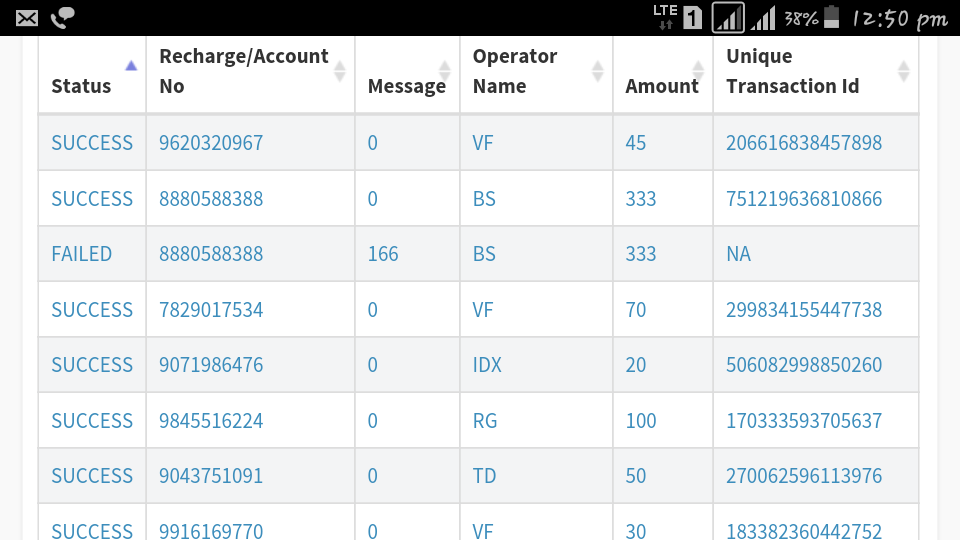 LTE 1 38% 12:50 pm
Status Recharge/Account No Message Operator Name Amount Unique Transaction Id
SUCCESS 9620320967 0 VF 45 206616838457898
SUCCESS 8880588388 0 BS 333 751219636810866
FAILED 8880588388 166 BS 333 NA
SUCCESS 7829017534 0 VF 70 299834155447738
SUCCESS 9071986476 0 IDX 20 506082998850260
SUCCESS 9845516224 0 RG 100 170333593705637
SUCCESS 9043751091 0 TD 50 270062596113976
SUCCESS 9916169770 0 VF 30 183382360442752